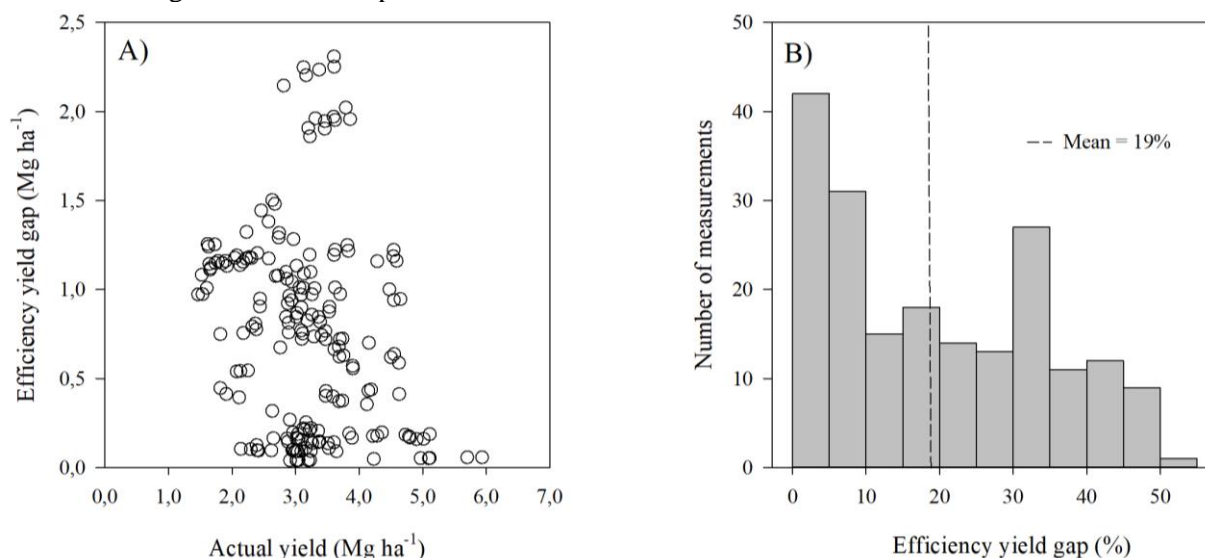 A)
Efficiency yield gap (Mg ha-1)
2,5
2,0
1,5
1,0
0,5
0,0
0,0 1,0 2,0 3,0 4,0 5,0 6,0 7,0
Actual yield (Mg ha-1)
B)
Number of measurements
50
40
30
20
10
0
Mean = 19%
0 10 20 30 40 50
Efficiency yield gap (%)